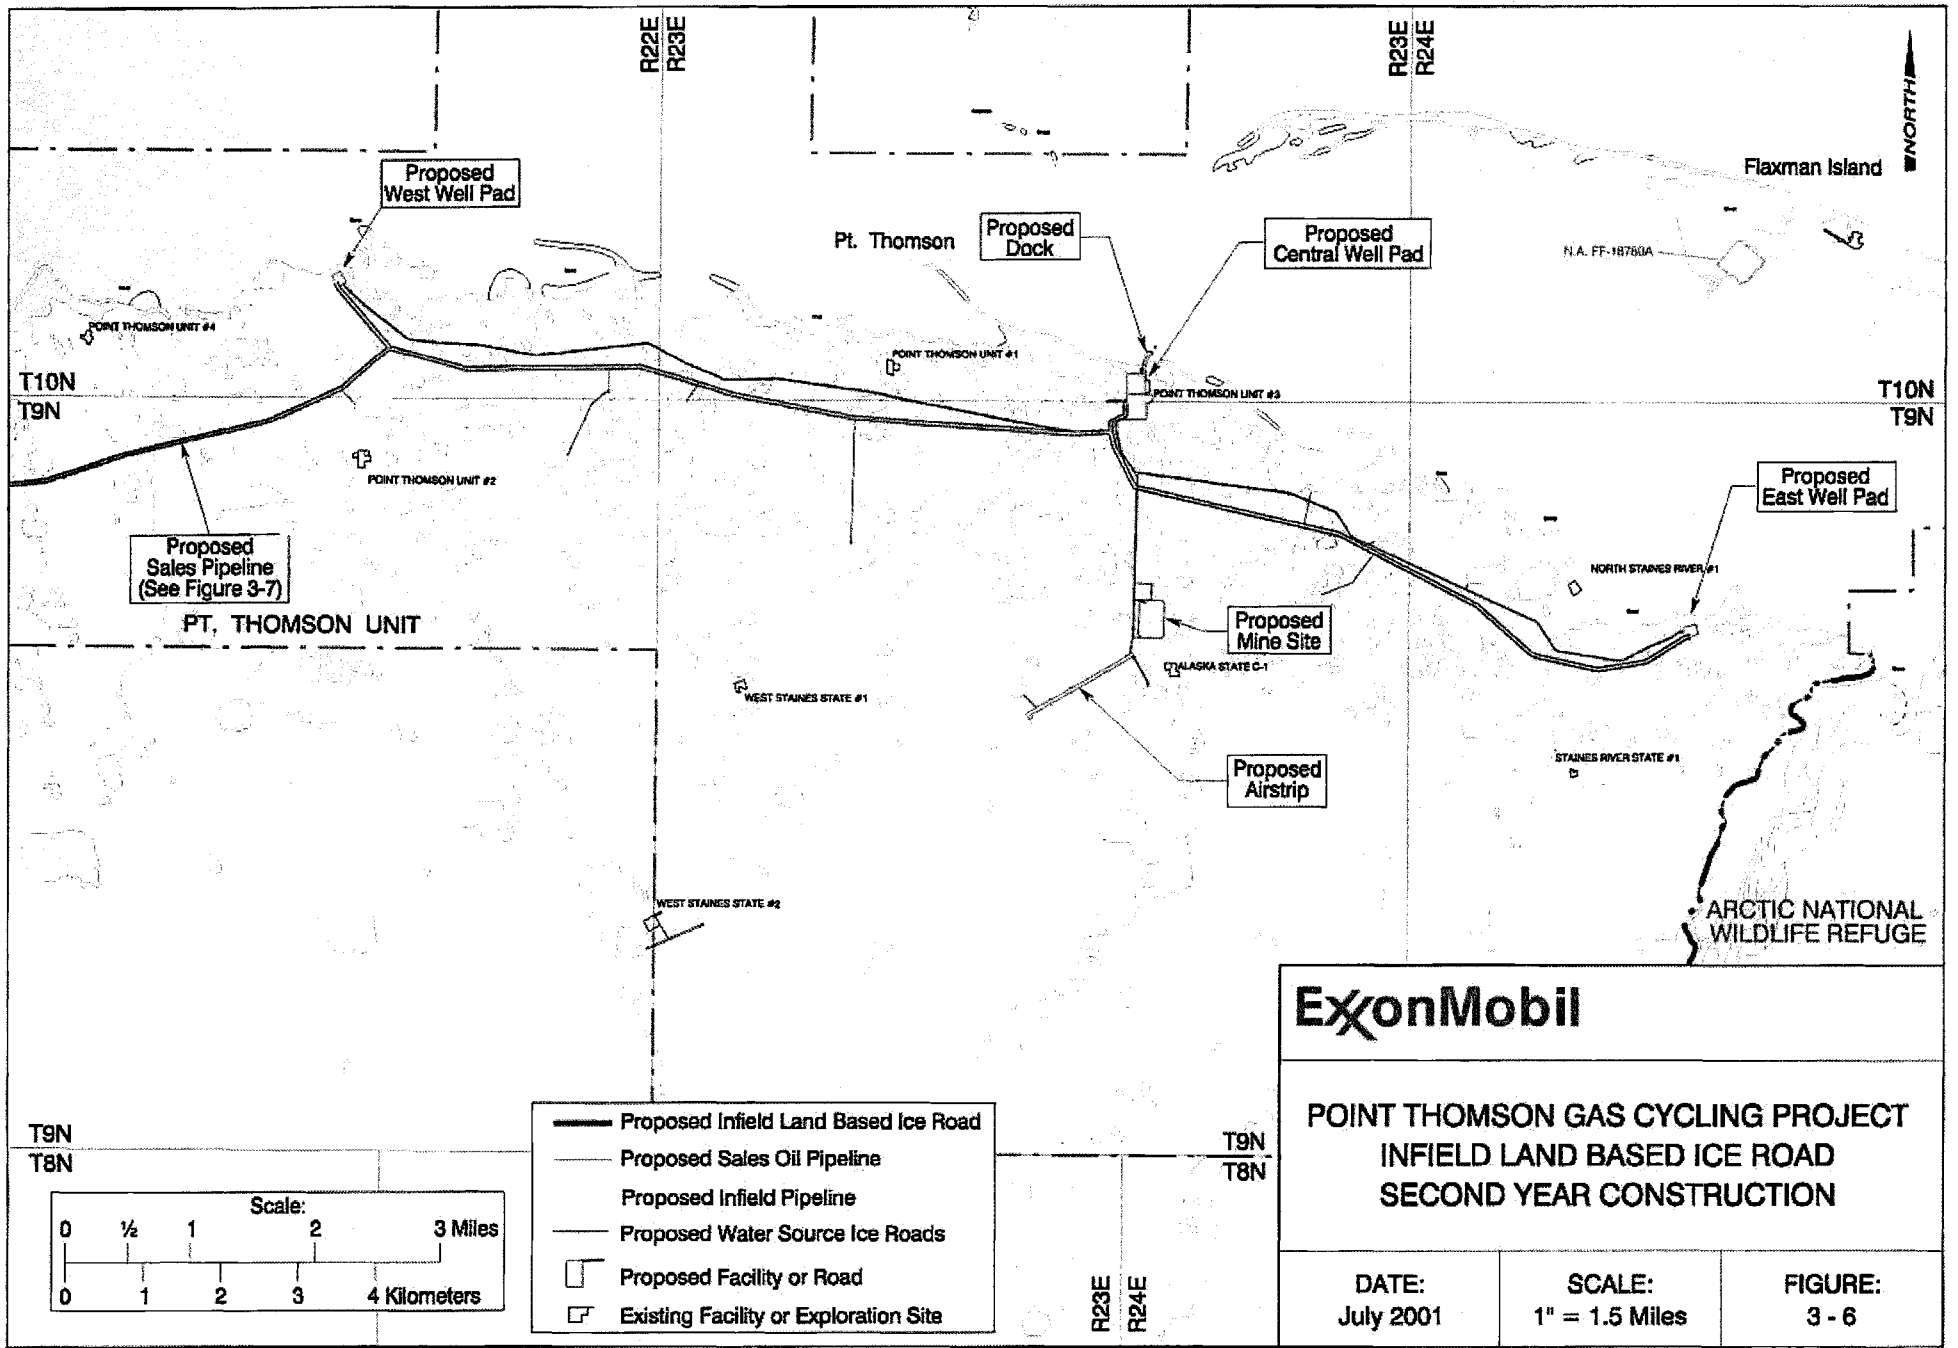 R22E
R23E
R23E
R24E
NORTH
Proposed
West Well Pad
Flaxman Island
Pt. Thomson
Proposed
Dock
Proposed
Central Well Pad
N.A. FF-18780A
POINT THOMSON UNIT #4
POINT THOMSON UNIT #1
POINT THOMSON UNIT #3
T10N
T9N
T10N
T9N
POINT THOMSON UNIT #2
Proposed
East Well Pad
Proposed
Sales Pipeline
(See Figure 3-7)
NORTH STAINES RIVER #1
PT. THOMSON UNIT
Proposed
Mine Site
ALASKA STATE C-1
WEST STAINES STATE #1
STAINES RIVER STATE #1
Proposed
Airstrip
WEST STAINES STATE #2
ARCTIC NATIONAL
WILDLIFE REFUGE
T9N
T8N
T9N
T8N
R23E
R24E
Scale:
0 ½ 1 2 3 Miles
0 1 2 3 4 Kilometers
Proposed Infield Land Based Ice Road
Proposed Sales Oil Pipeline
Proposed Infield Pipeline
Proposed Water Source Ice Roads
Proposed Facility or Road
Existing Facility or Exploration Site
ExxonMobil
POINT THOMSON GAS CYCLING PROJECT
INFIELD LAND BASED ICE ROAD
SECOND YEAR CONSTRUCTION
DATE:
July 2001
SCALE:
1" = 1.5 Miles
FIGURE:
3 - 6